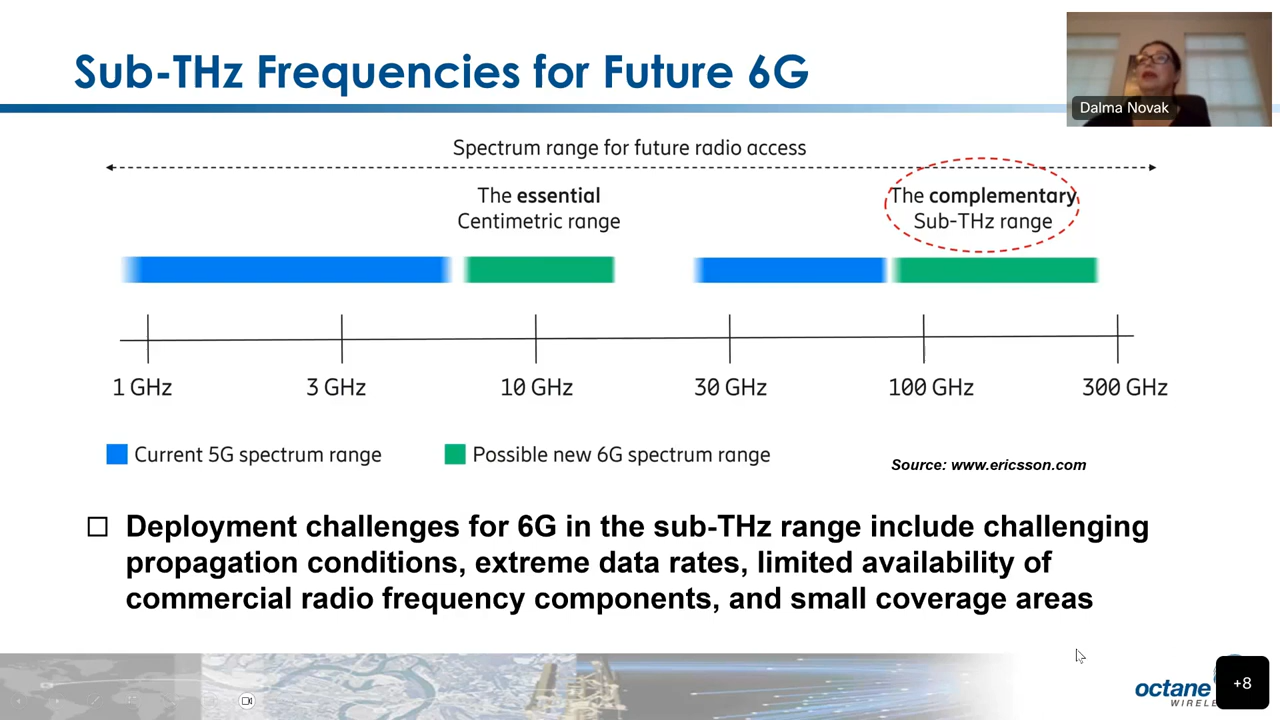 Sub-THz Frequencies for Future 6G
Dalma Novak
Spectrum range for future radio access
The essential
Centimetric range
The complementary
Sub-THz range
1 GHz
3 GHz
10 GHz
30 GHz
100 GHz
300 GHz
Current 5G spectrum range
Possible new 6G spectrum range
Source: www.ericsson.com
Deployment challenges for 6G in the sub-THz range include challenging
propagation conditions, extreme data rates, limited availability of
commercial radio frequency components, and small coverage areas
octane
+8